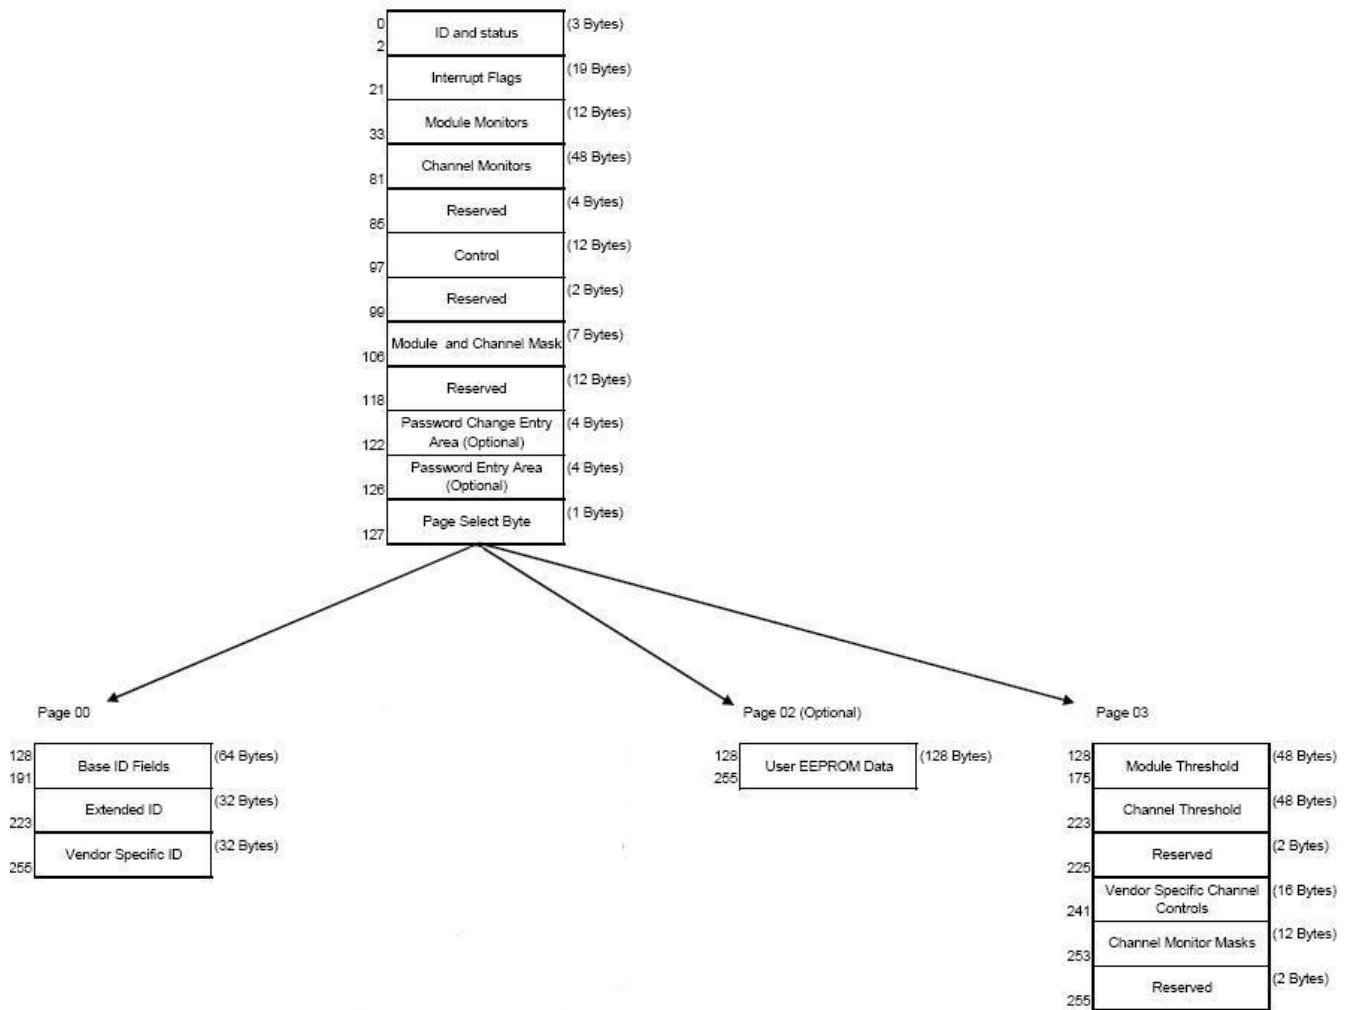 0 ID and status (3 Bytes)
2
Interrupt Flags (19 Bytes)
21
Module Monitors (12 Bytes)
33
Channel Monitors (48 Bytes)
81
Reserved (4 Bytes)
85
Control (12 Bytes)
97
Reserved (2 Bytes)
99
Module and Channel Mask (7 Bytes)
106
Reserved (12 Bytes)
118
Password Change Entry (4 Bytes)
122 Area (Optional)
Password Entry Area (4 Bytes)
126 (Optional)
Page Select Byte (1 Bytes)
127
Page 00
128 Base ID Fields (64 Bytes)
191
Extended ID (32 Bytes)
223
Vendor Specific ID (32 Bytes)
255
Page 02 (Optional)
128 User EEPROM Data (128 Bytes)
255
Page 03
128 Module Threshold (48 Bytes)
175
Channel Threshold (48 Bytes)
223
Reserved (2 Bytes)
225
Vendor Specific Channel (16 Bytes)
241 Controls
Channel Monitor Masks (12 Bytes)
253
Reserved (2 Bytes)
255